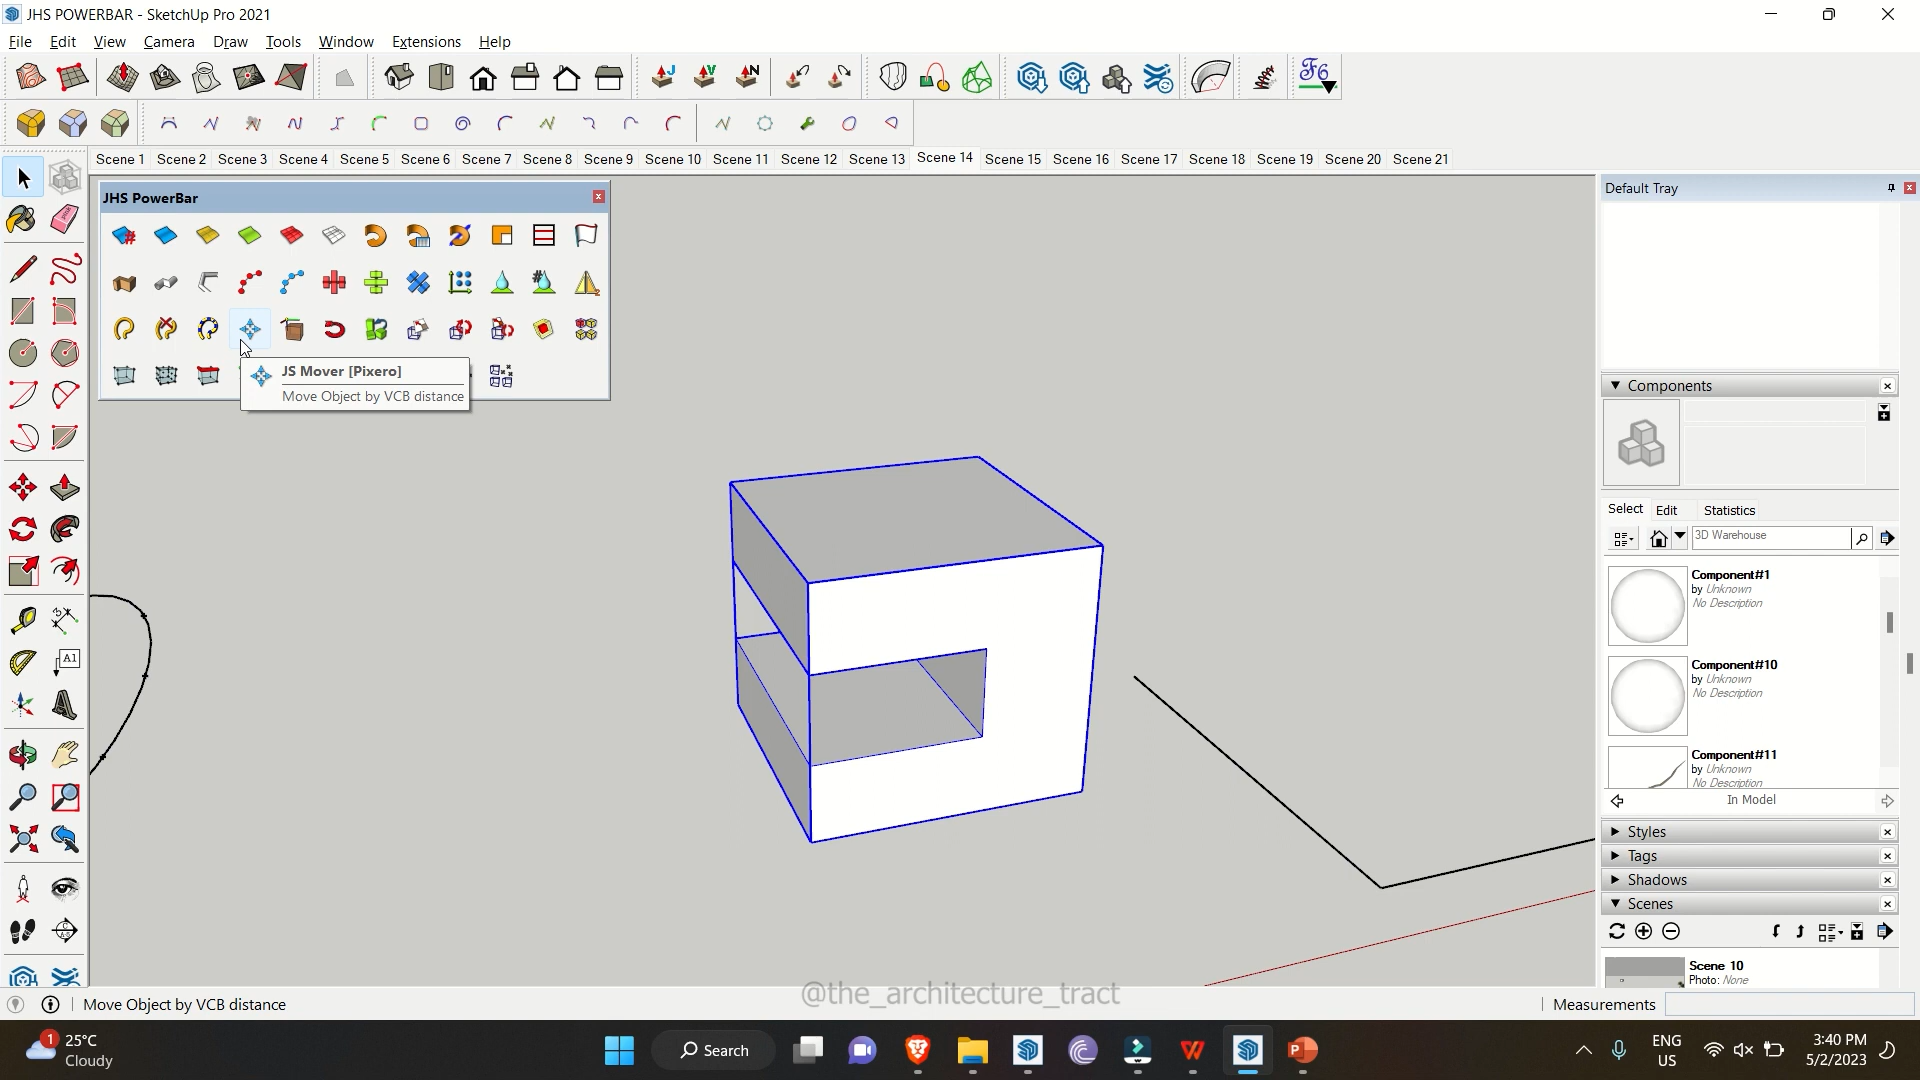 JHS POWERBAR - SketchUp Pro 2021
File Edit View Camera Draw Tools Window Extensions Help
J V N F6
Scene 1 Scene 2 Scene 3 Scene 4 Scene 5 Scene 6 Scene 7 Scene 8 Scene 9 Scene 10 Scene 11 Scene 12 Scene 13 Scene 14 Scene 15 Scene 16 Scene 17 Scene 18 Scene 19 Scene 20 Scene 21
JHS PowerBar
Default Tray
JS Mover [Pixero]
Move Object by VCB distance
Components
Select Edit Statistics
3D Warehouse
Component#1
by Unknown
No Description
Component#10
by Unknown
No Description
A1
Component#11
by Unknown
No Description
In Model
Styles
Tags
Shadows
Scenes
Scene 10
Photo: None
@the_architecture_tract
Move Object by VCB distance
Measurements
1
25°C
Cloudy
Search
ENG
US
3:40 PM
5/2/2023